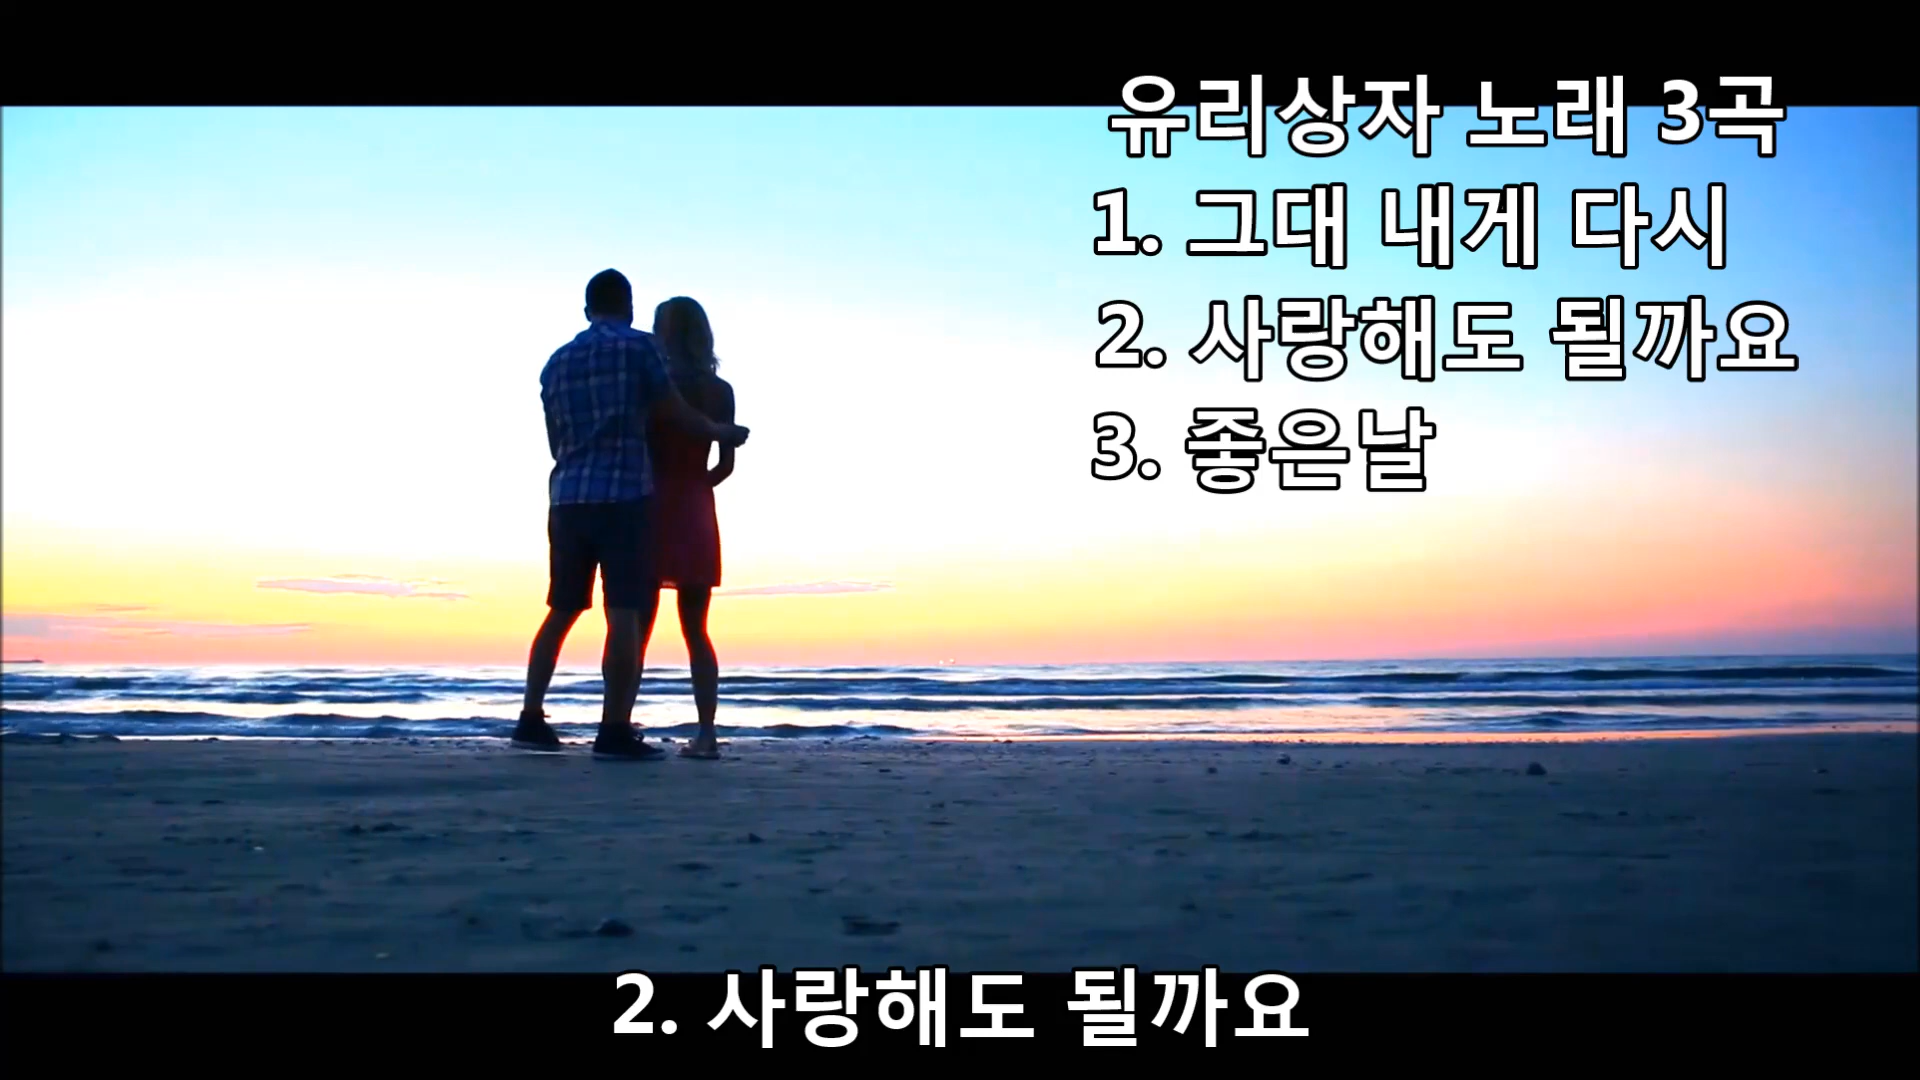 유리상자 노래 3곡
1. 그대 내게 다시
2. 사랑해도 될까요
3. 좋은날
2. 사랑해도 될까요